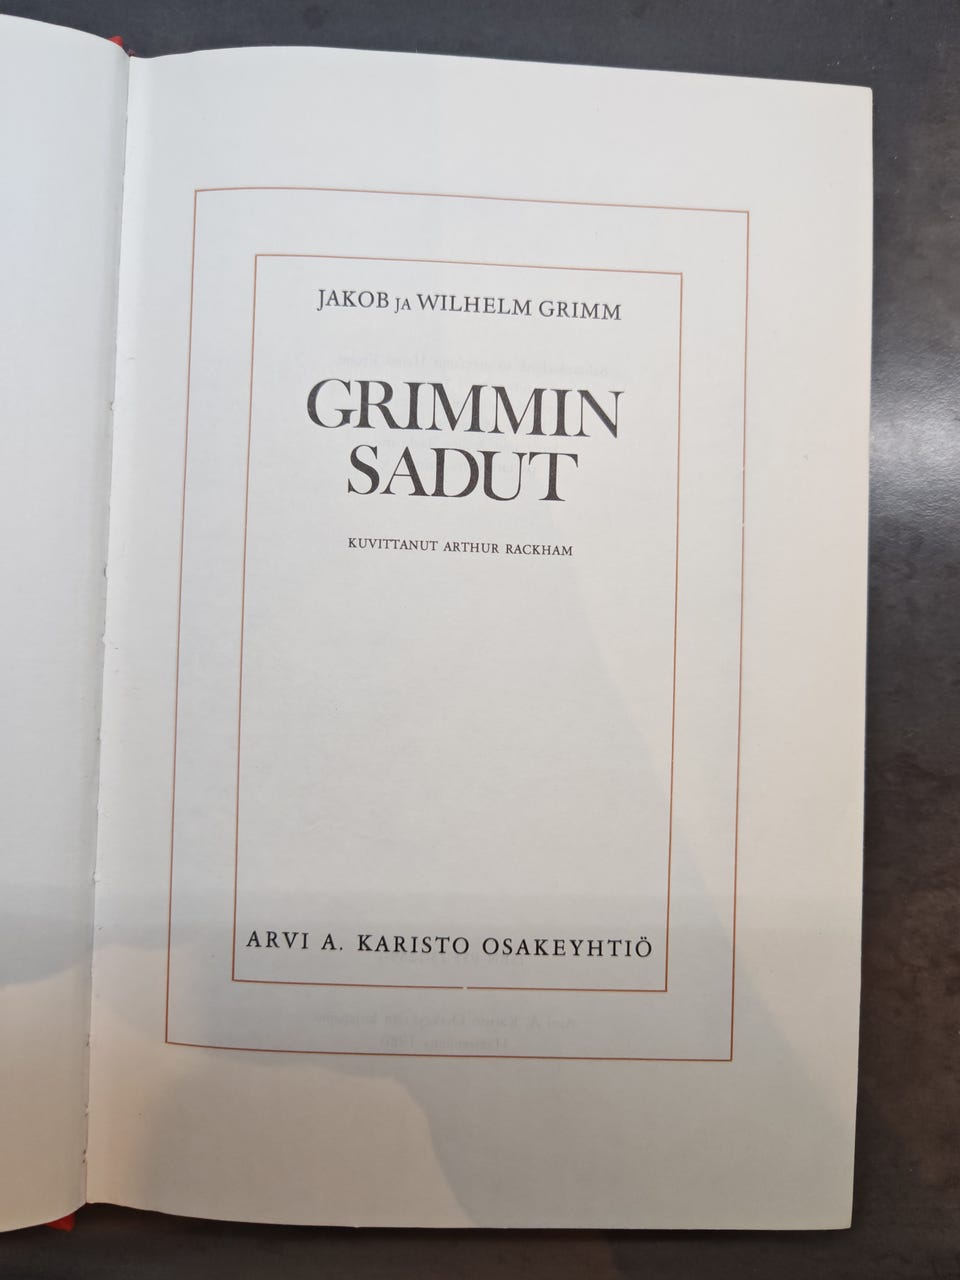 JAKOB JA WILHELM GRIMM
GRIMMIN
SADUT
KUVITTANUT ARTHUR RACKHAM
ARVI A. KARISTO OSAKEYHTIÖ